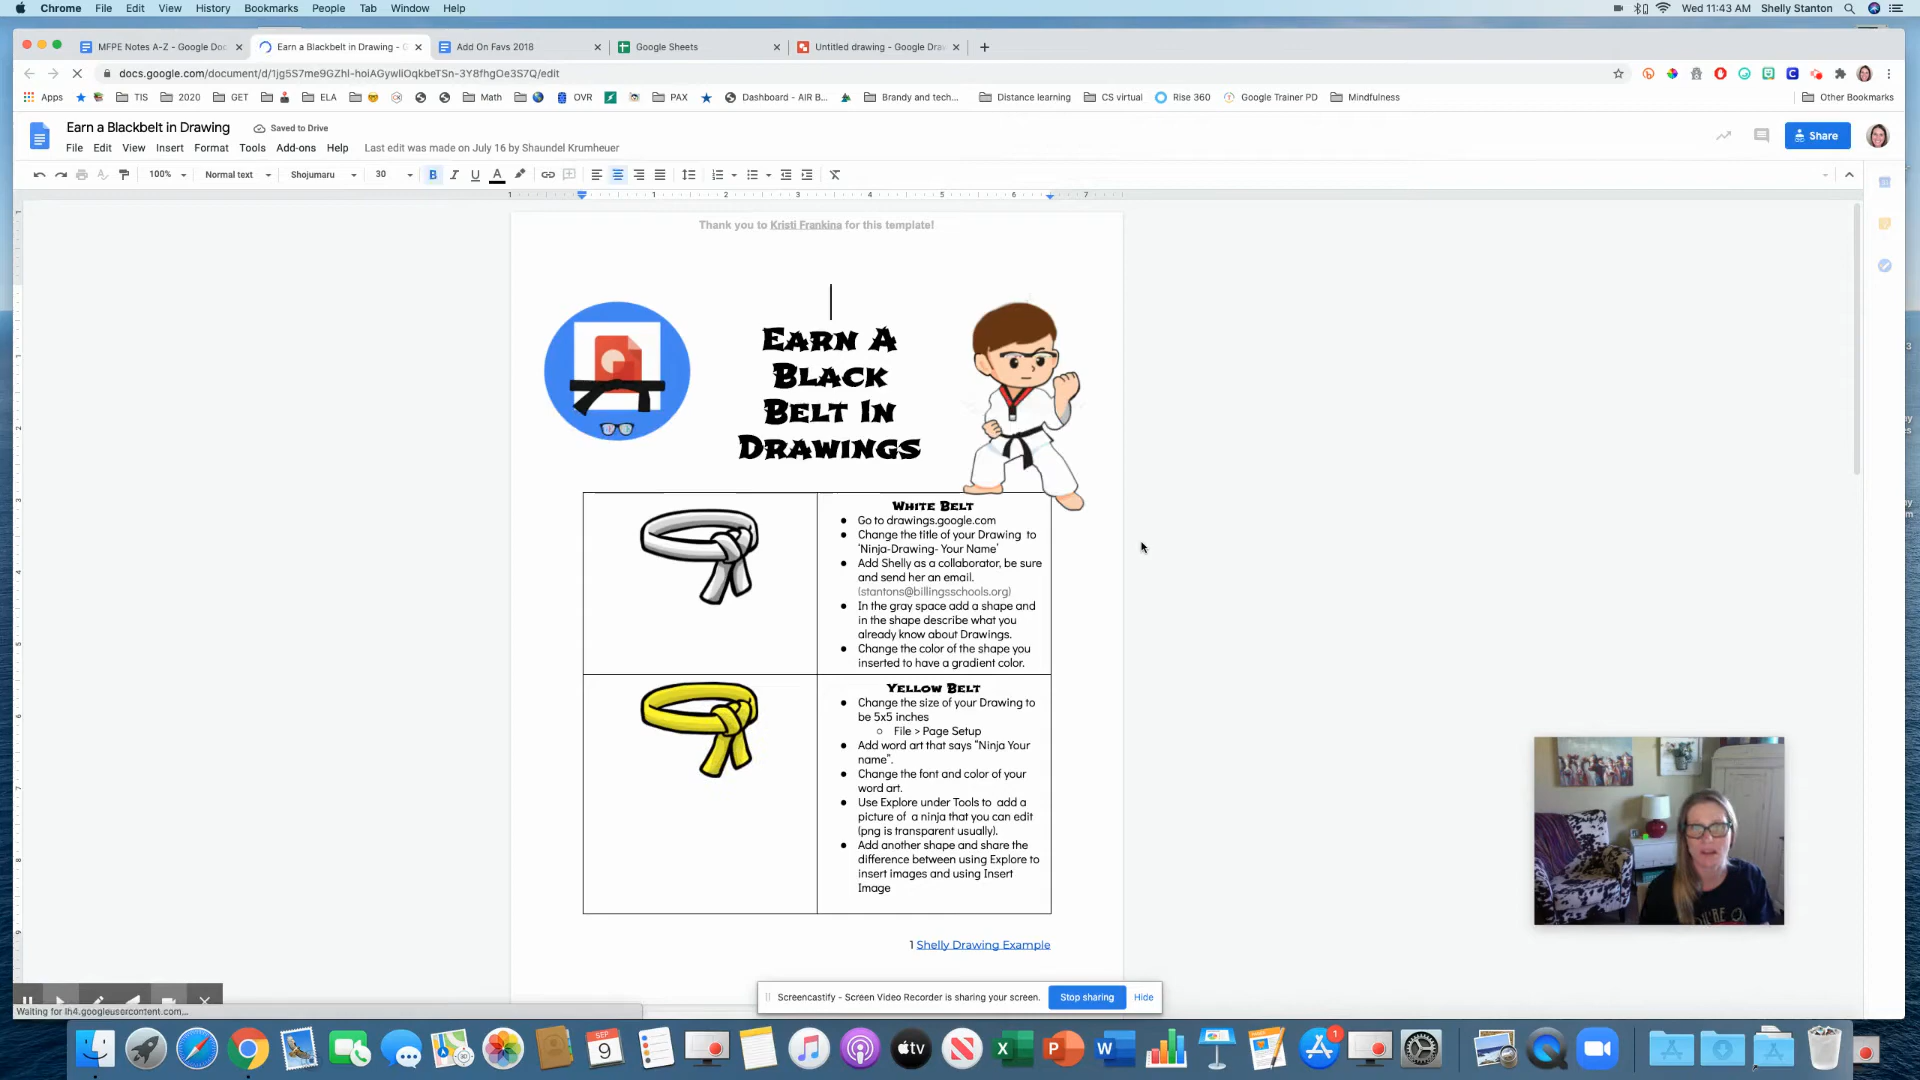 Chrome File Edit View History Bookmarks People Tab Window Help
Wed 11:43 AM Shelly Stanton
MFPE Notes A-Z - Google Doc
Earn a Blackbelt in Drawing - G
Add On Favs 2018
Google Sheets
Untitled drawing - Google Dra
docs.google.com/document/d/1jg5S7me9GZhl-hoiAGywliOqkbeTSn-3Y8fhgOe3S7Q/edit
Apps TIS 2020 GET ELA Math OVR PAX Dashboard - AIR B... Brandy and tech... Distance learning CS virtual Rise 360 Google Trainer PD Mindfulness Other Bookmarks
Earn a Blackbelt in Drawing Saved to Drive
Share
File Edit View Insert Format Tools Add-ons Help Last edit was made on July 16 by Shaundel Krumheuer
100% Normal text Shojumaru 30 B I U A
1 1 2 3 4 5 6 7
Thank you to Kristi Frankina for this template!
Earn A
Black
Belt In
Drawings
White Belt
● Go to drawings.google.com
● Change the title of your Drawing to
'Ninja-Drawing- Your Name'
● Add Shelly as a collaborator, be sure
and send her an email.
(stantons@billingsschools.org)
● In the gray space add a shape and
in the shape describe what you
already know about Drawings.
● Change the color of the shape you
inserted to have a gradient color.
Yellow Belt
● Change the size of your Drawing to
be 5x5 inches
○ File > Page Setup
● Add word art that says "Ninja Your
name".
● Change the font and color of your
word art.
● Use Explore under Tools to add a
picture of a ninja that you can edit
(png is transparent usually).
● Add another shape and share the
difference between using Explore to
insert images and using Insert
Image
1 Shelly Drawing Example
Screencastify - Screen Video Recorder is sharing your screen. Stop sharing Hide
Waiting for lh4.googleusercontent.com...
SEP
9
tv
1